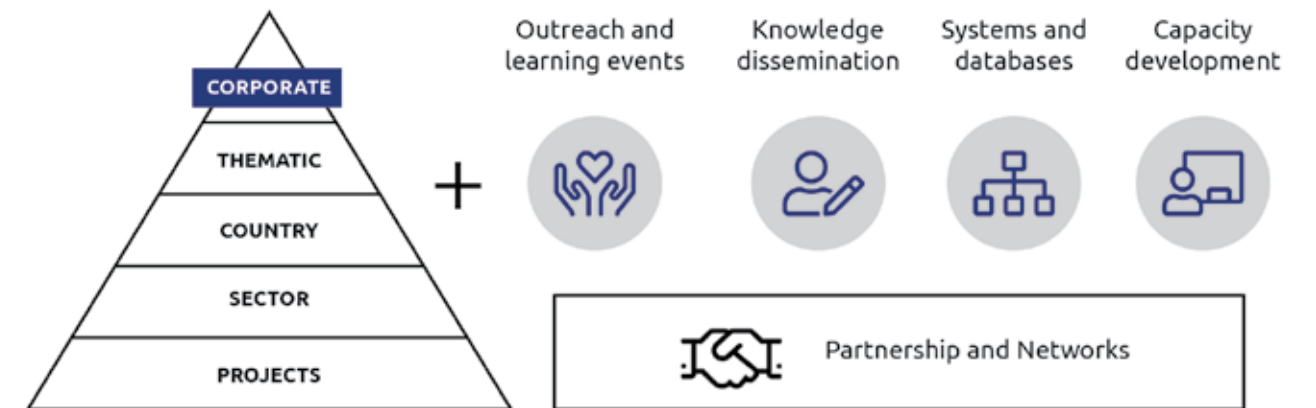 CORPORATE
THEMATIC
COUNTRY
SECTOR
PROJECTS
+
Outreach and
learning events
Knowledge
dissemination
Systems and
databases
Capacity
development
Partnership and Networks